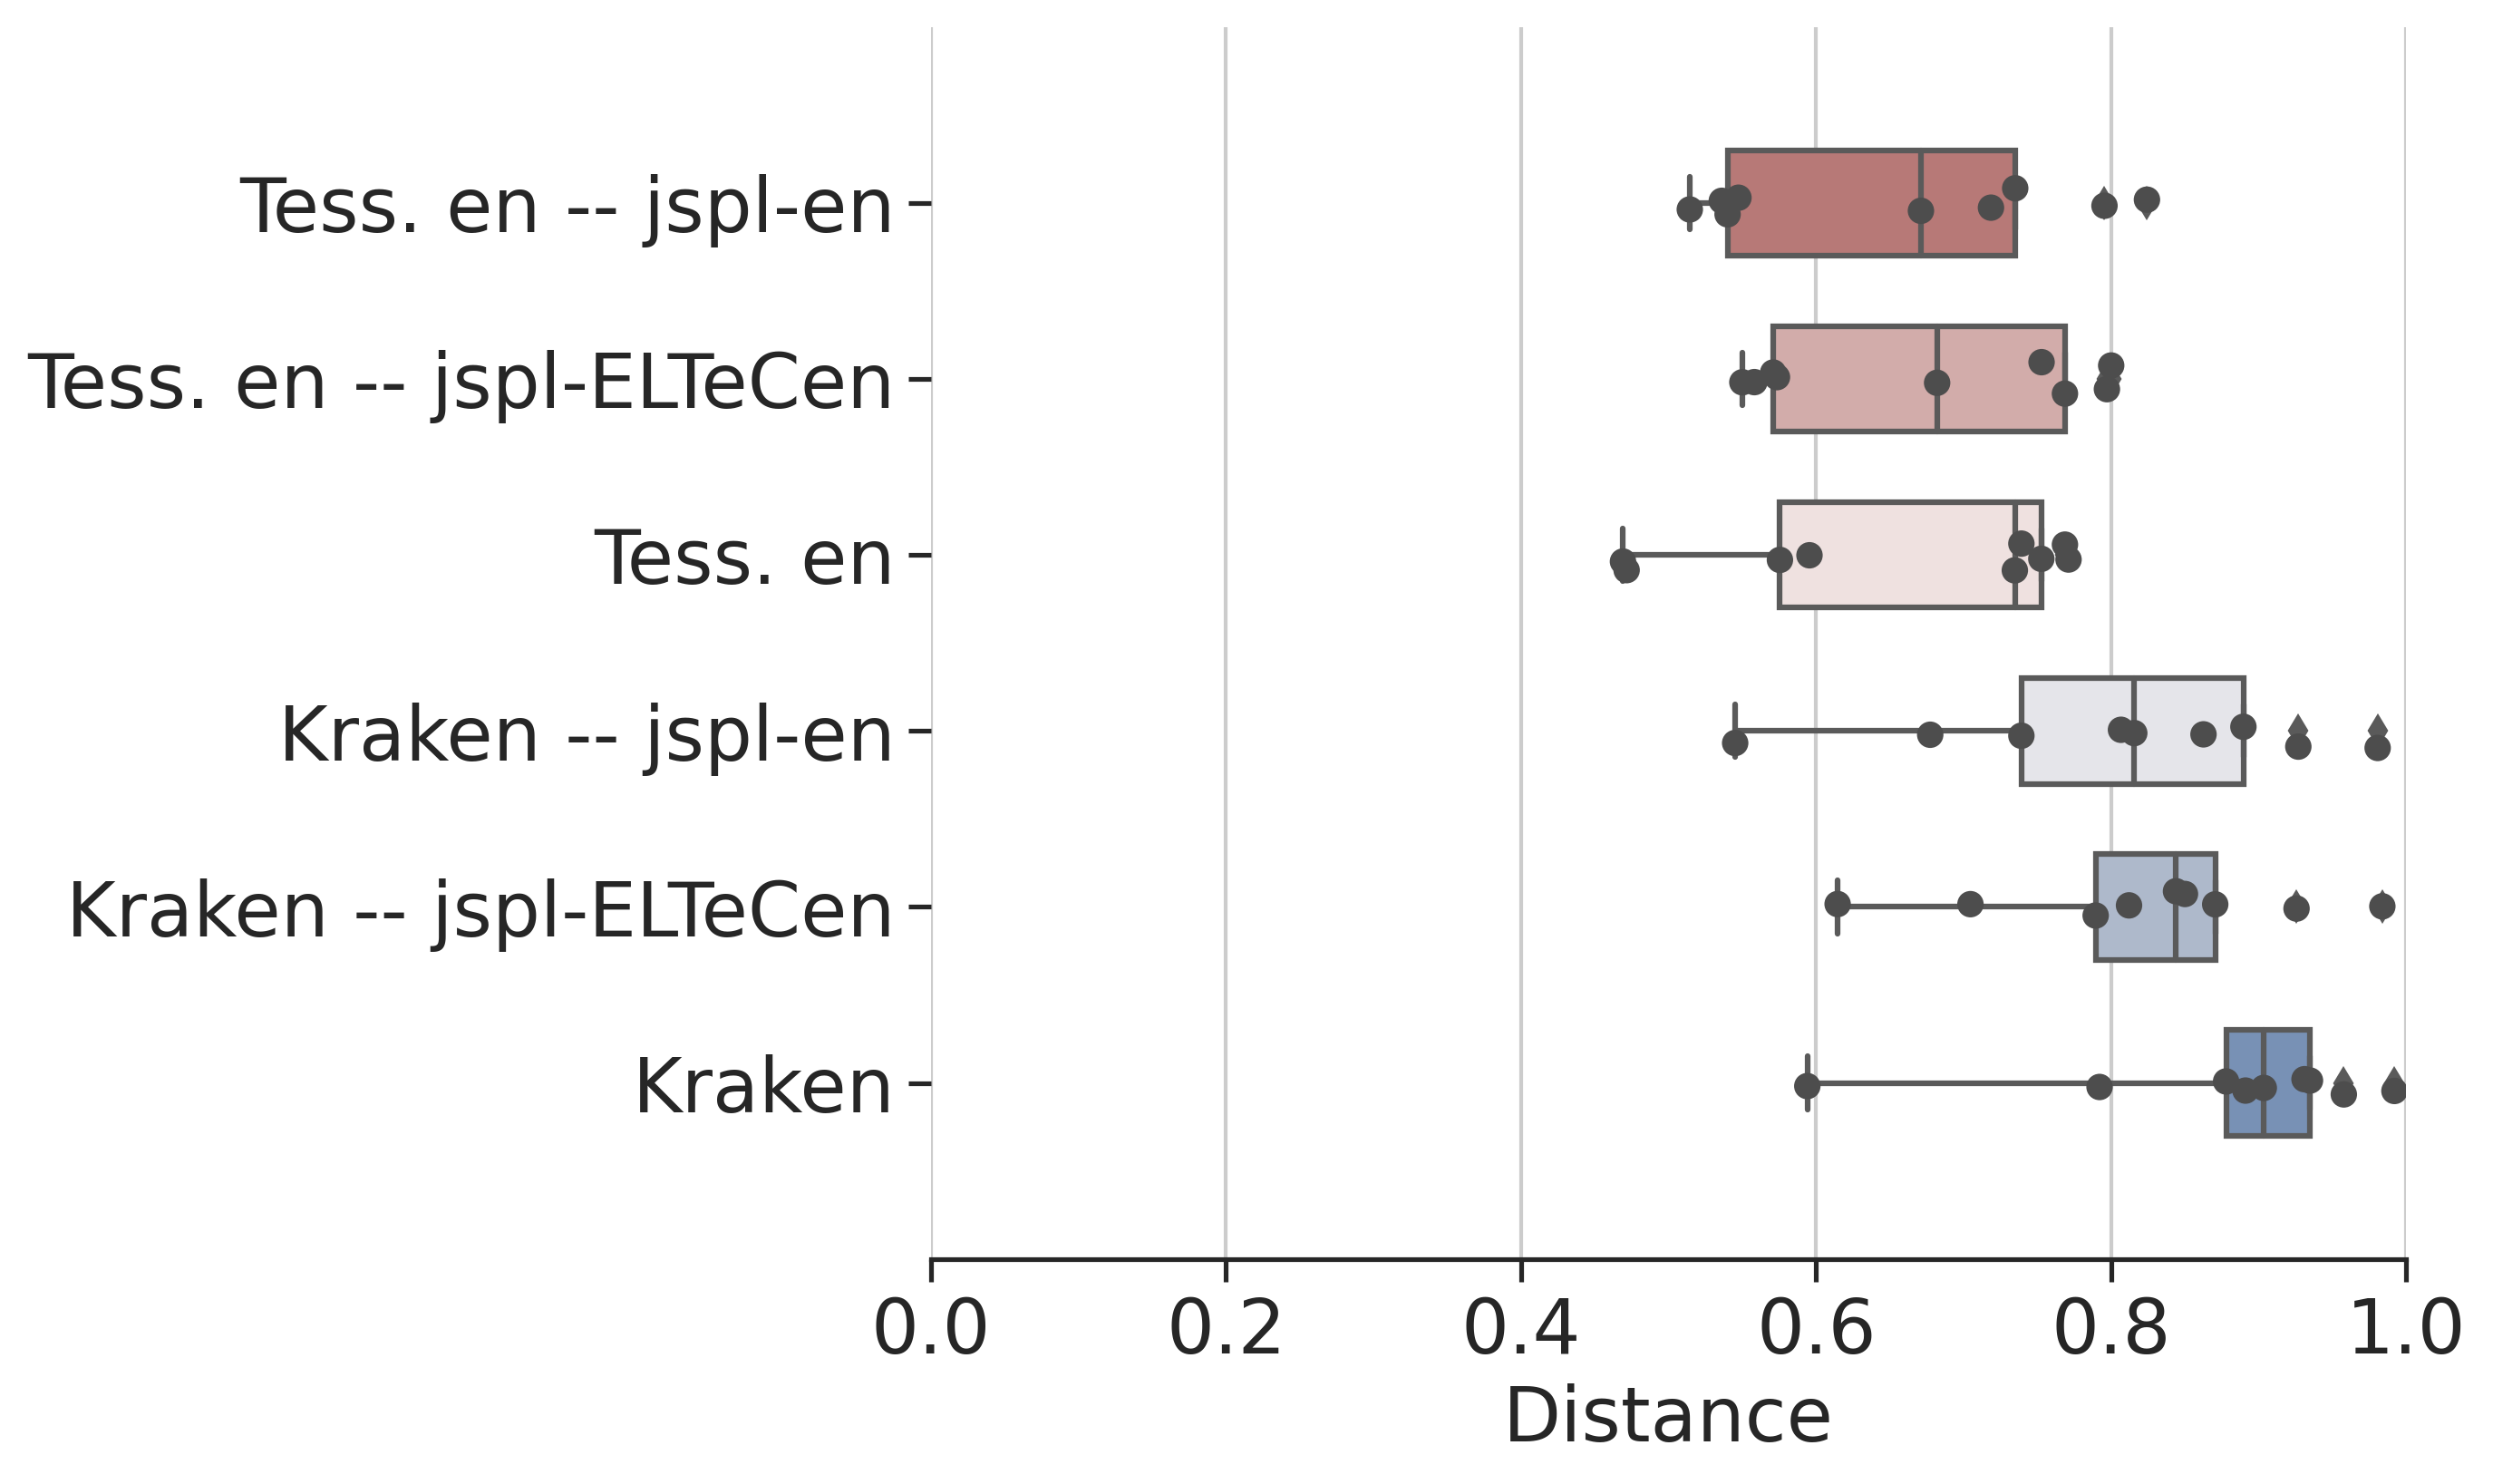 Tess. en -- jspl-en
Tess. en -- jspl-ELTeCen
Tess. en
Kraken -- jspl-en
Kraken -- jspl-ELTeCen
Kraken
0.0 0.2 0.4 0.6 0.8 1.0
Distance